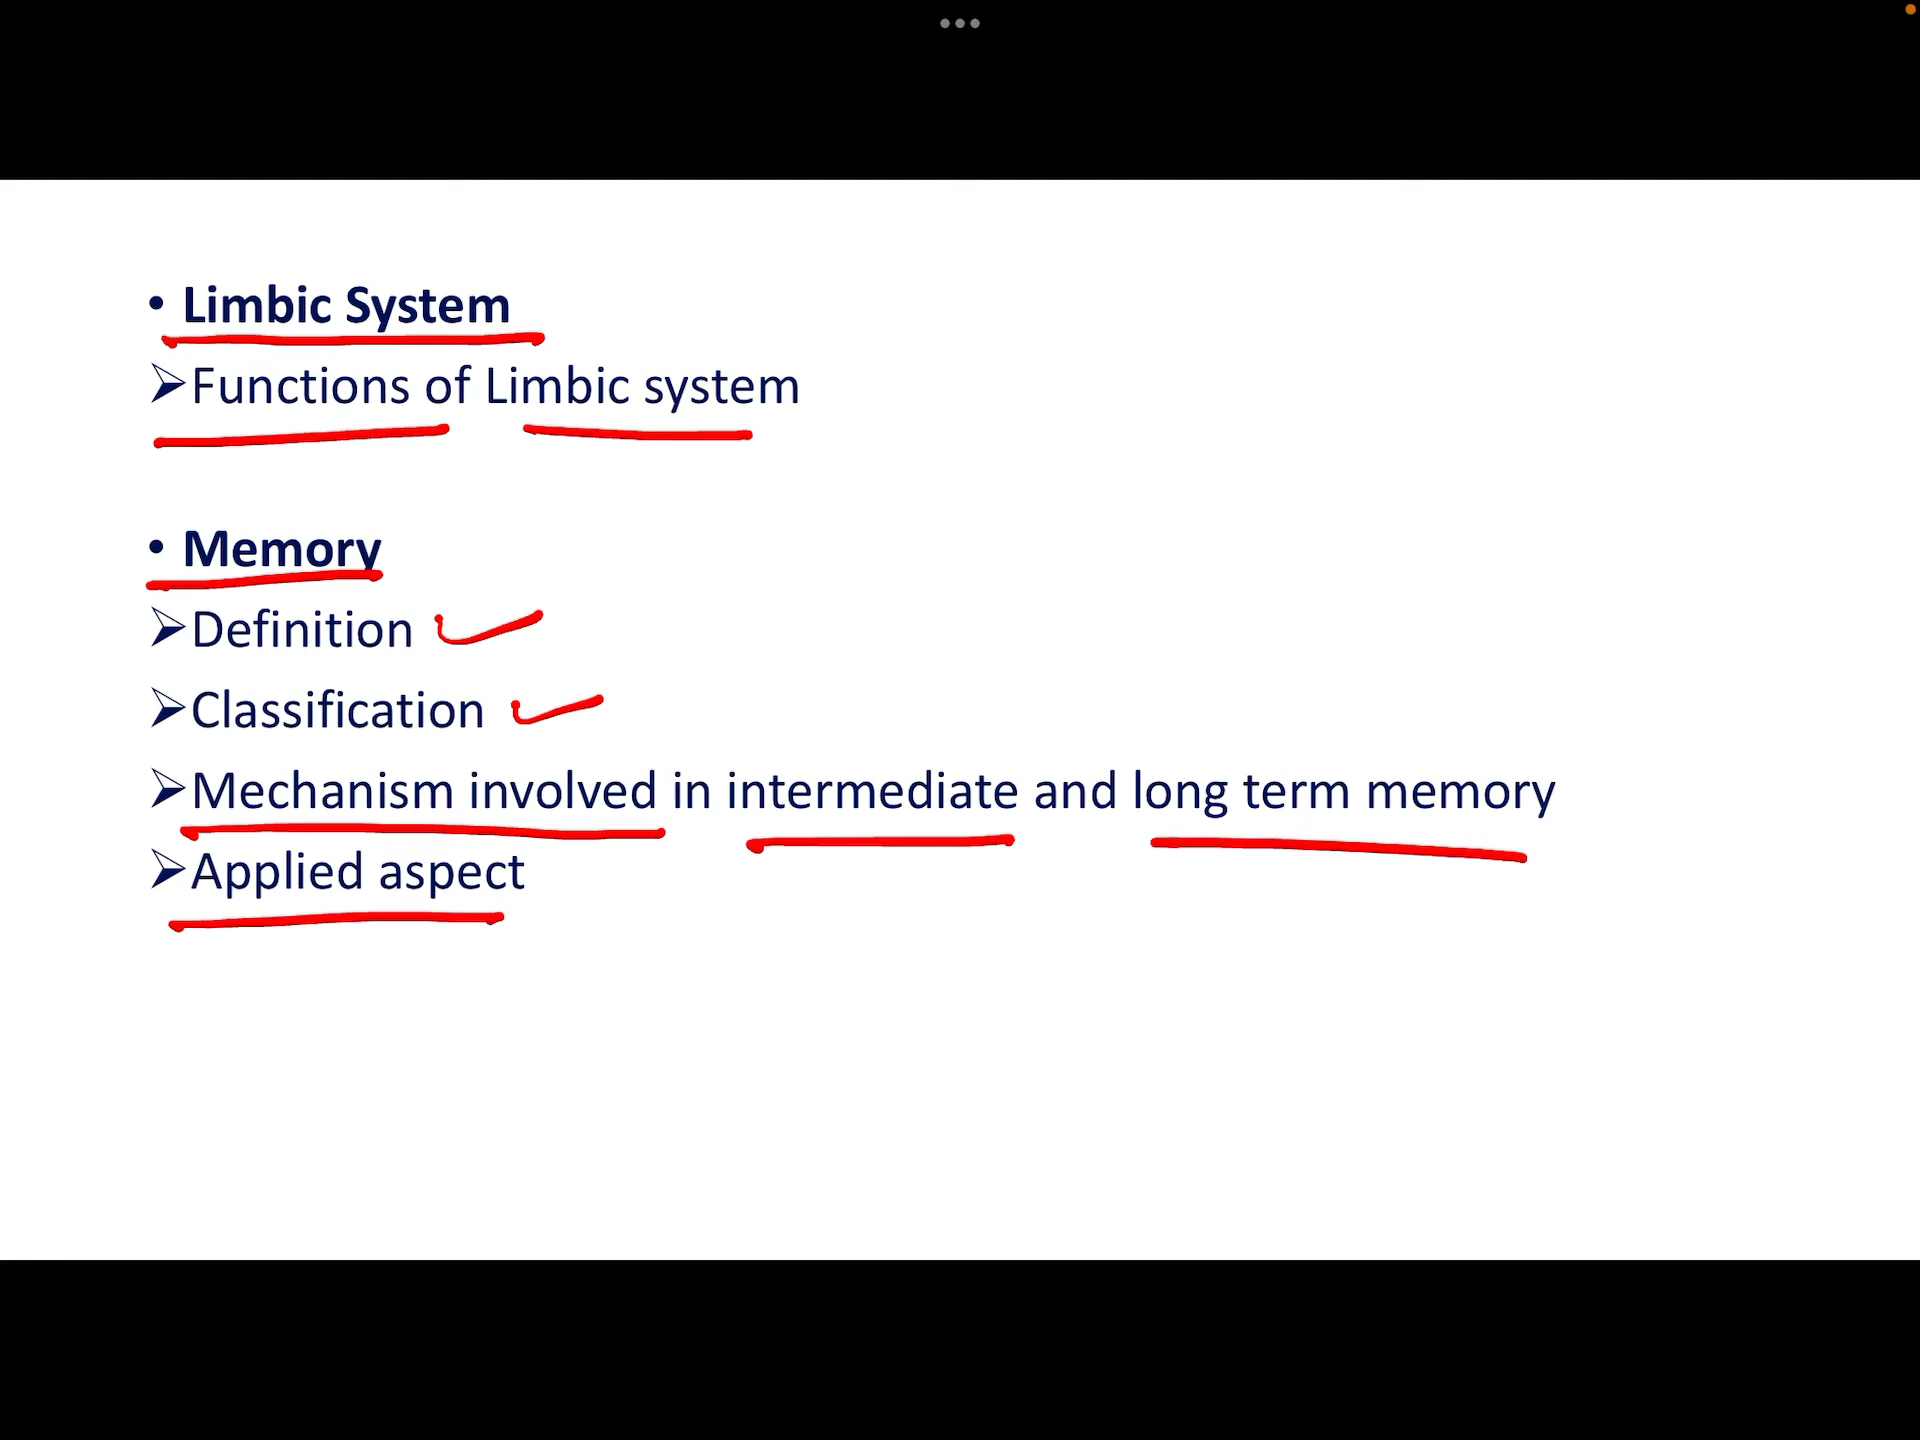 • Limbic System
➢Functions of Limbic system
• Memory
➢Definition
➢Classification
➢Mechanism involved in intermediate and long term memory
➢Applied aspect